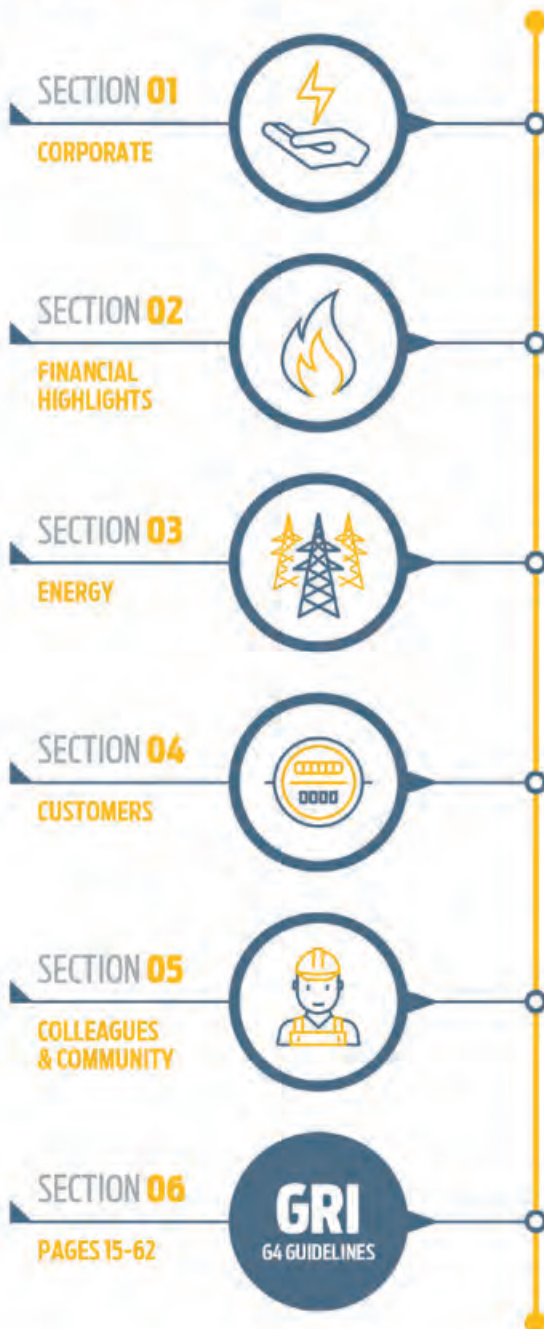 SECTION 01
CORPORATE
SECTION 02
FINANCIAL
HIGHLIGHTS
SECTION 03
ENERGY
SECTION 04
CUSTOMERS
SECTION 05
COLLEAGUES
& COMMUNITY
SECTION 06
PAGES 15-62
GRI
G4 GUIDELINES